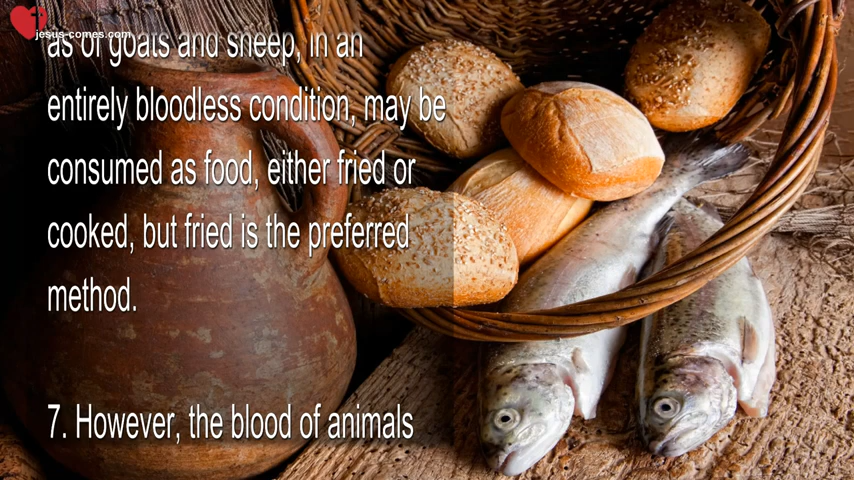 jesus-comes.com
as of goats and sheep, in an
entirely bloodless condition, may be
consumed as food, either fried or
cooked, but fried is the preferred
method.
7. However, the blood of animals